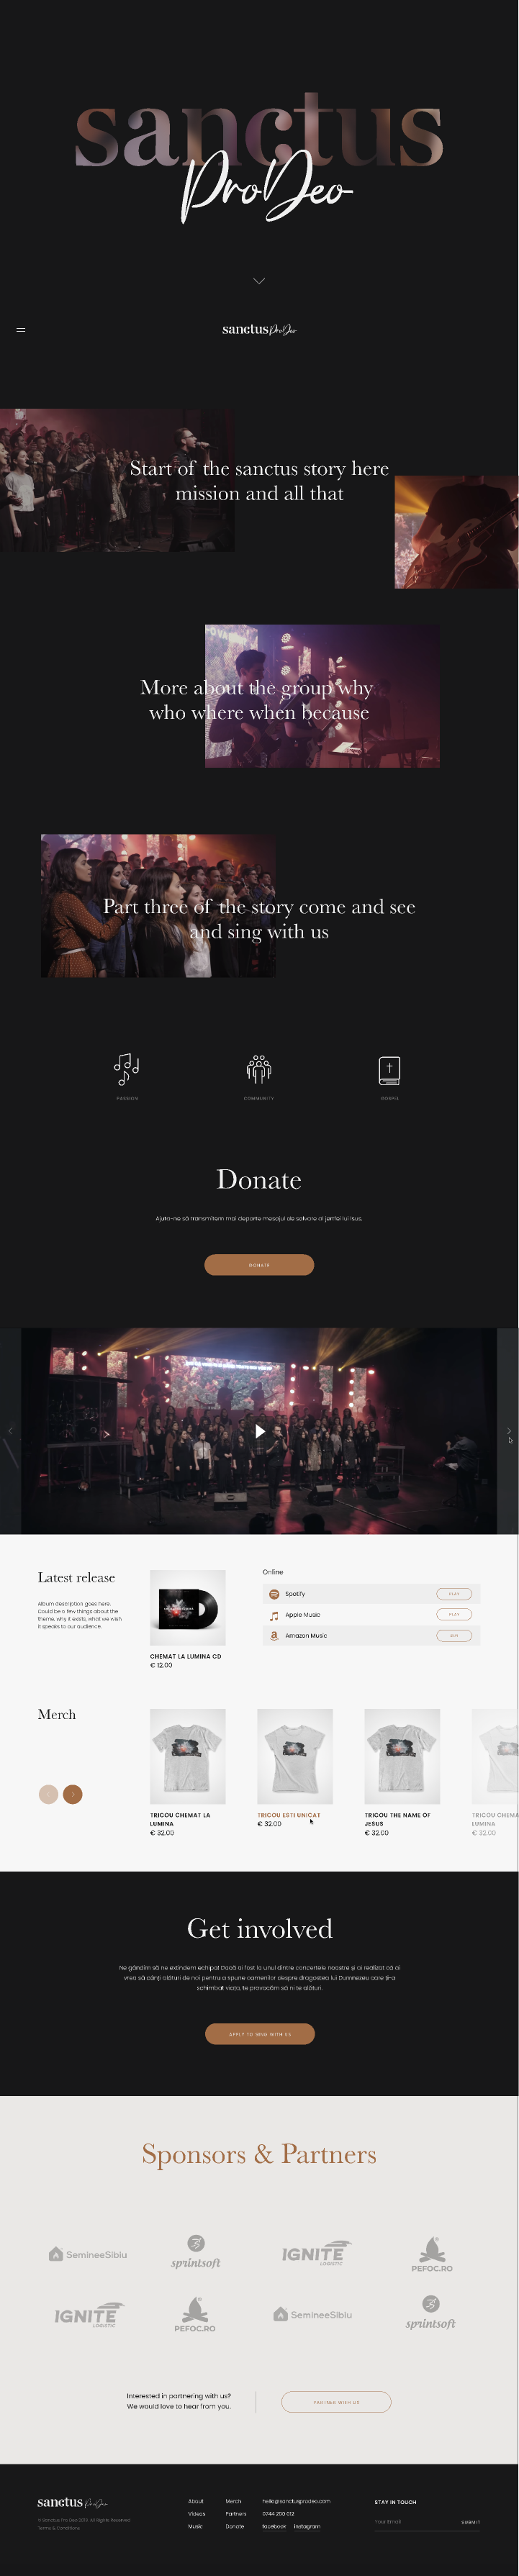 sanctus
ProDeo
sanctus ProDeo
Start of the sanctus story here
mission and all that
More about the group why
who where when because
Part three of the story come and see
and sing with us
PASSION
COMMUNITY
GOSPEL
Donate
Ajuta-ne să transmitem mai departe mesajul de salvare al jertfei lui Isus.
DONATE
Latest release
Album description goes here.
Could be a few things about the
theme, why it exists, what we wish
it speaks to our audience.
CHEMAT LA LUMINA CD
€ 12.00
Online
Spotify
PLAY
Apple Music
PLAY
Amazon Music
BUY
Merch
TRICOU CHEMAT LA
LUMINA
€ 32.00
TRICOU ESTI UNICAT
€ 32.00
TRICOU THE NAME OF
JESUS
€ 32.00
TRICOU CHEMA
LUMINA
€ 32.00
Get involved
Ne gândim să ne extindem echipa! Dacă ai fost la unul dintre concertele noastre și ai realizat că ai
vrea să cânți alături de noi pentru a spune oamenilor despre dragostea lui Dumnezeu care ți-a
schimbat viața, te provocăm să ni te alături.
APPLY TO SING WITH US
Sponsors & Partners
SemineeSibiu
sprintsoft
IGNITE
LOGISTIC
PEFOC.RO
IGNITE
LOGISTIC
PEFOC.RO
SemineeSibiu
sprintsoft
Interested in partnering with us?
We would love to hear from you.
PARTNER WITH US
sanctus ProDeo
© Sanctus Pro Deo 2019. All Rights Reserved
Terms & Conditions
About
Videos
Music
Merch
Partners
Donate
hello@sanctusprodeo.com
0744 200 012
facebook instagram
STAY IN TOUCH
Your Email
SUBMIT